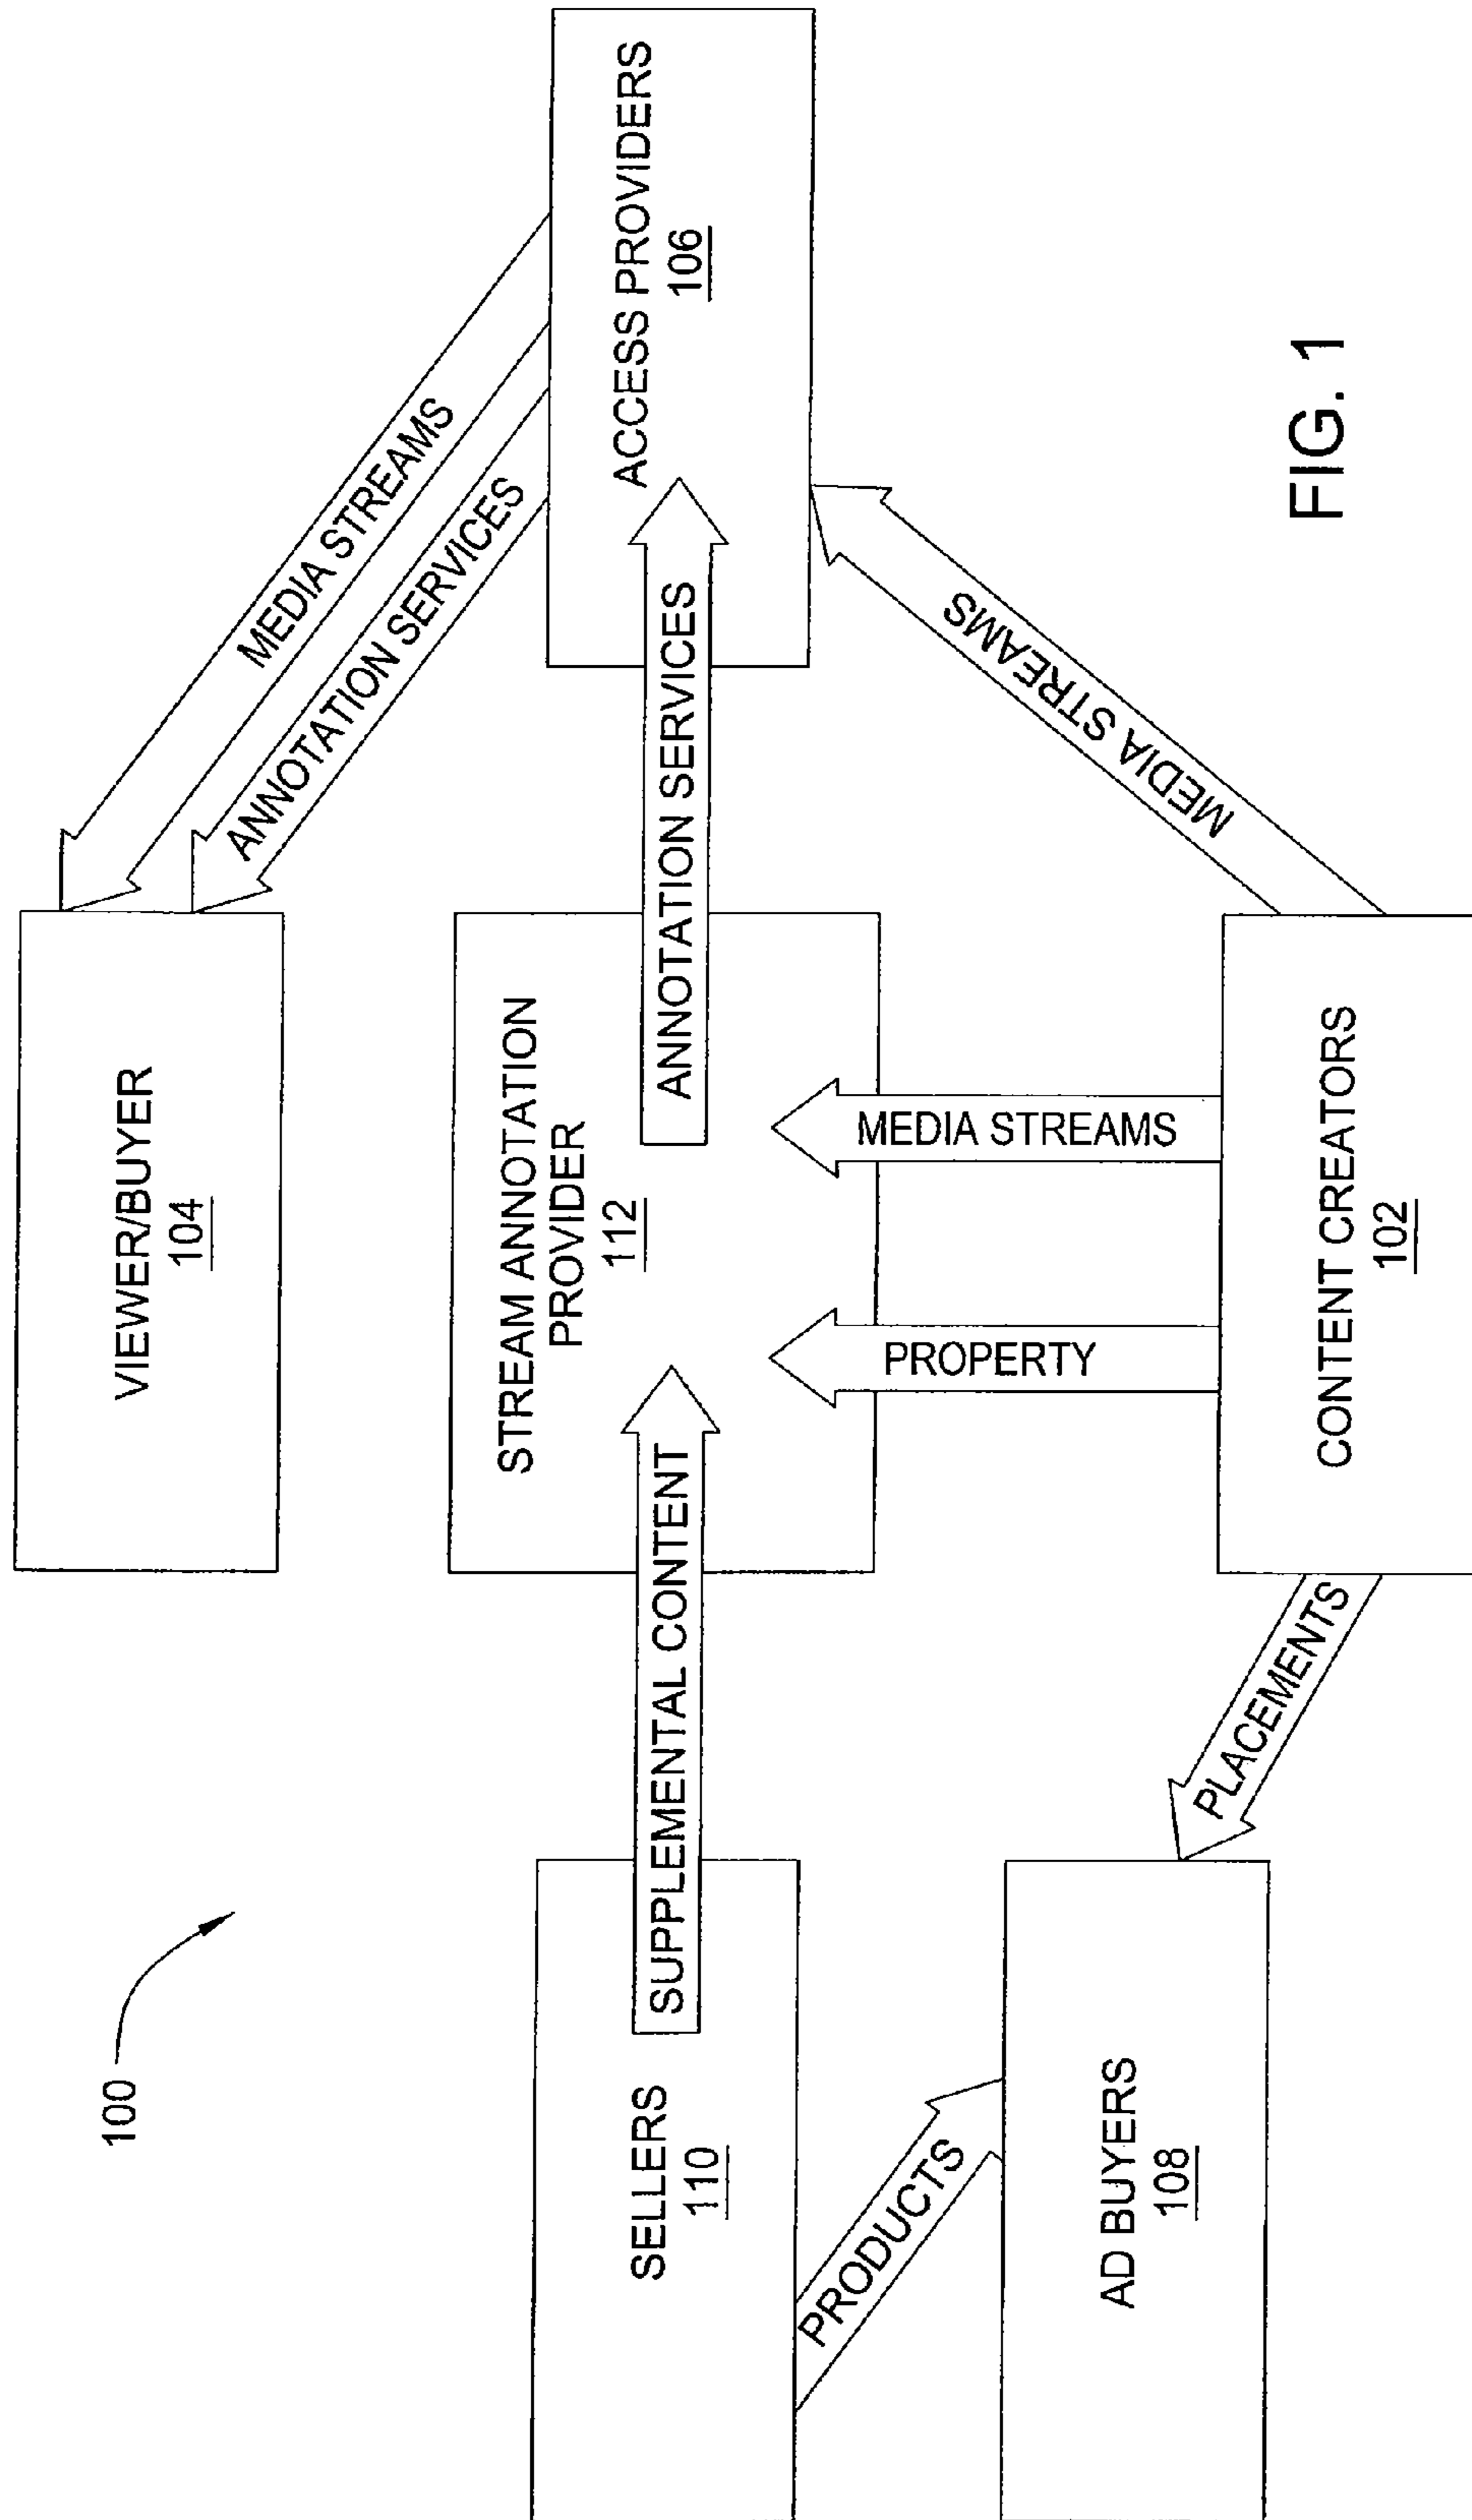 100
VIEWER/BUYER
104
MEDIA STREAMS
ANNOTATION SERVICES
SELLERS
110
SUPPLEMENTAL CONTENT
STREAM ANNOTATION
PROVIDER
112
ANNOTATION SERVICES
ACCESS PROVIDERS
106
PRODUCTS
PROPERTY
MEDIA STREAMS
MEDIA STREAMS
AD BUYERS
108
PLACEMENTS
CONTENT CREATORS
102
FIG. 1